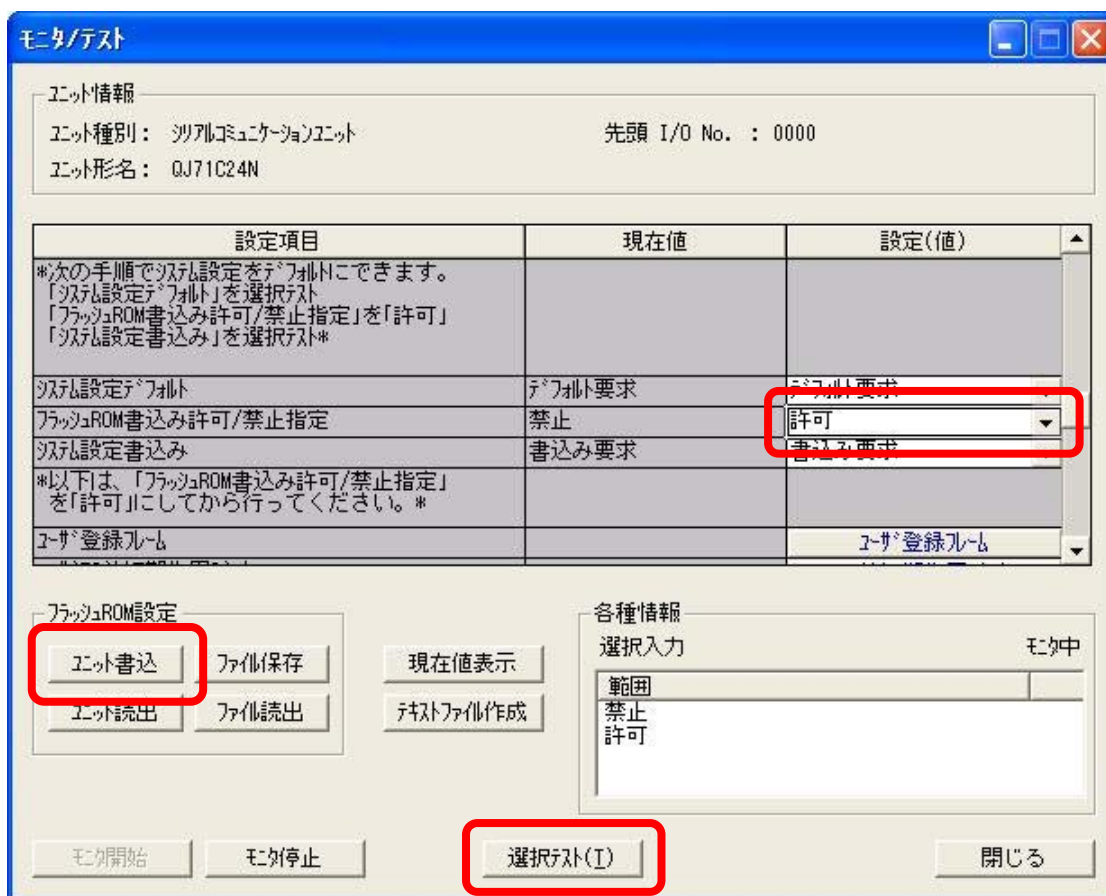 モニタ/テスト
ユニット情報
ユニット種別： シリアルコミュニケーションユニット 先頭 I/O No. : 0000
ユニット形名： QJ71C24N
設定項目 現在値 設定(値)
*次の手順でシステム設定をデフォルトにできます。
「システム設定デフォルト」を選択テスト
「フラッシュROM書込み許可/禁止指定」を「許可」
「システム設定書込み」を選択テスト*
システム設定デフォルト デフォルト要求 デフォルト要求
フラッシュROM書込み許可/禁止指定 禁止 許可
システム設定書込み 書込み要求 書込み要求
*以下は、「フラッシュROM書込み許可/禁止指定」
を「許可」にしてから行ってください。*
ユーザ登録フレーム ユーザ登録フレーム
フラッシュROM設定
ユニット書込 ファイル保存 現在値表示
ユニット読出 ファイル読出 テキストファイル作成
各種情報
選択入力 モニタ中
範囲
禁止
許可
モニタ開始 モニタ停止 選択テスト(T) 閉じる